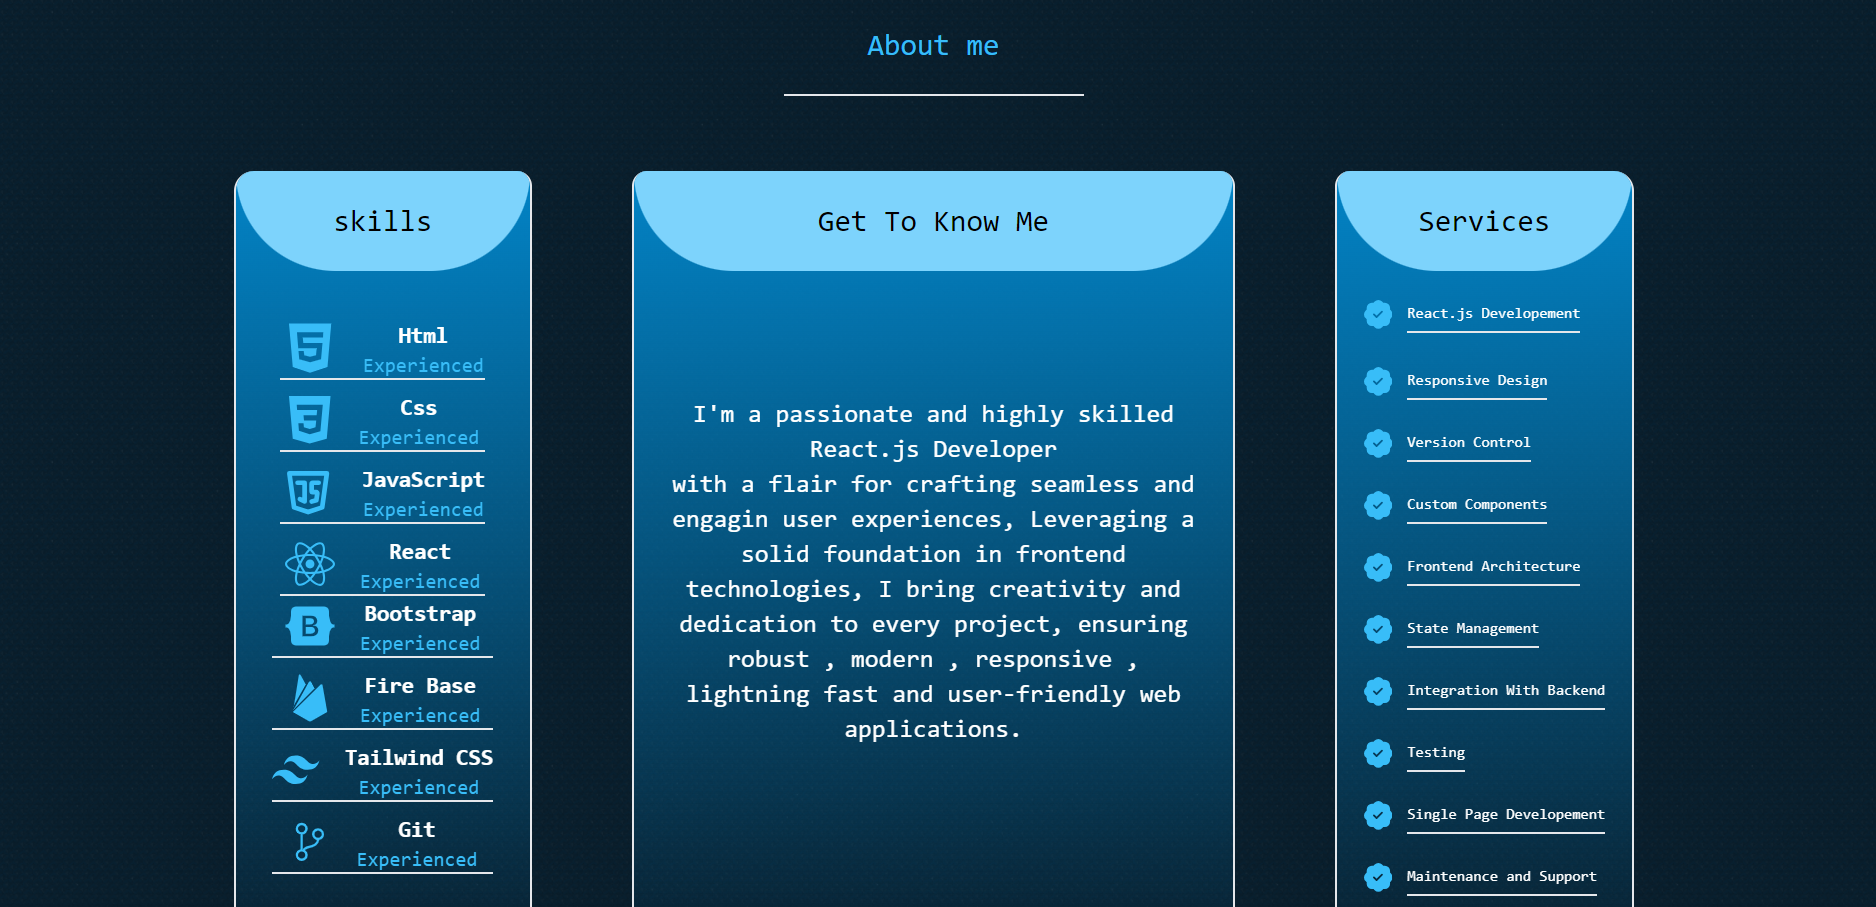 About me
skills
Html
Experienced
Css
Experienced
JavaScript
Experienced
React
Experienced
Bootstrap
Experienced
Fire Base
Experienced
Tailwind CSS
Experienced
Git
Experienced
Get To Know Me
I'm a passionate and highly skilled
React.js Developer
with a flair for crafting seamless and
engagin user experiences, Leveraging a
solid foundation in frontend
technologies, I bring creativity and
dedication to every project, ensuring
robust , modern , responsive ,
lightning fast and user-friendly web
applications.
Services
React.js Developement
Responsive Design
Version Control
Custom Components
Frontend Architecture
State Management
Integration With Backend
Testing
Single Page Developement
Maintenance and Support